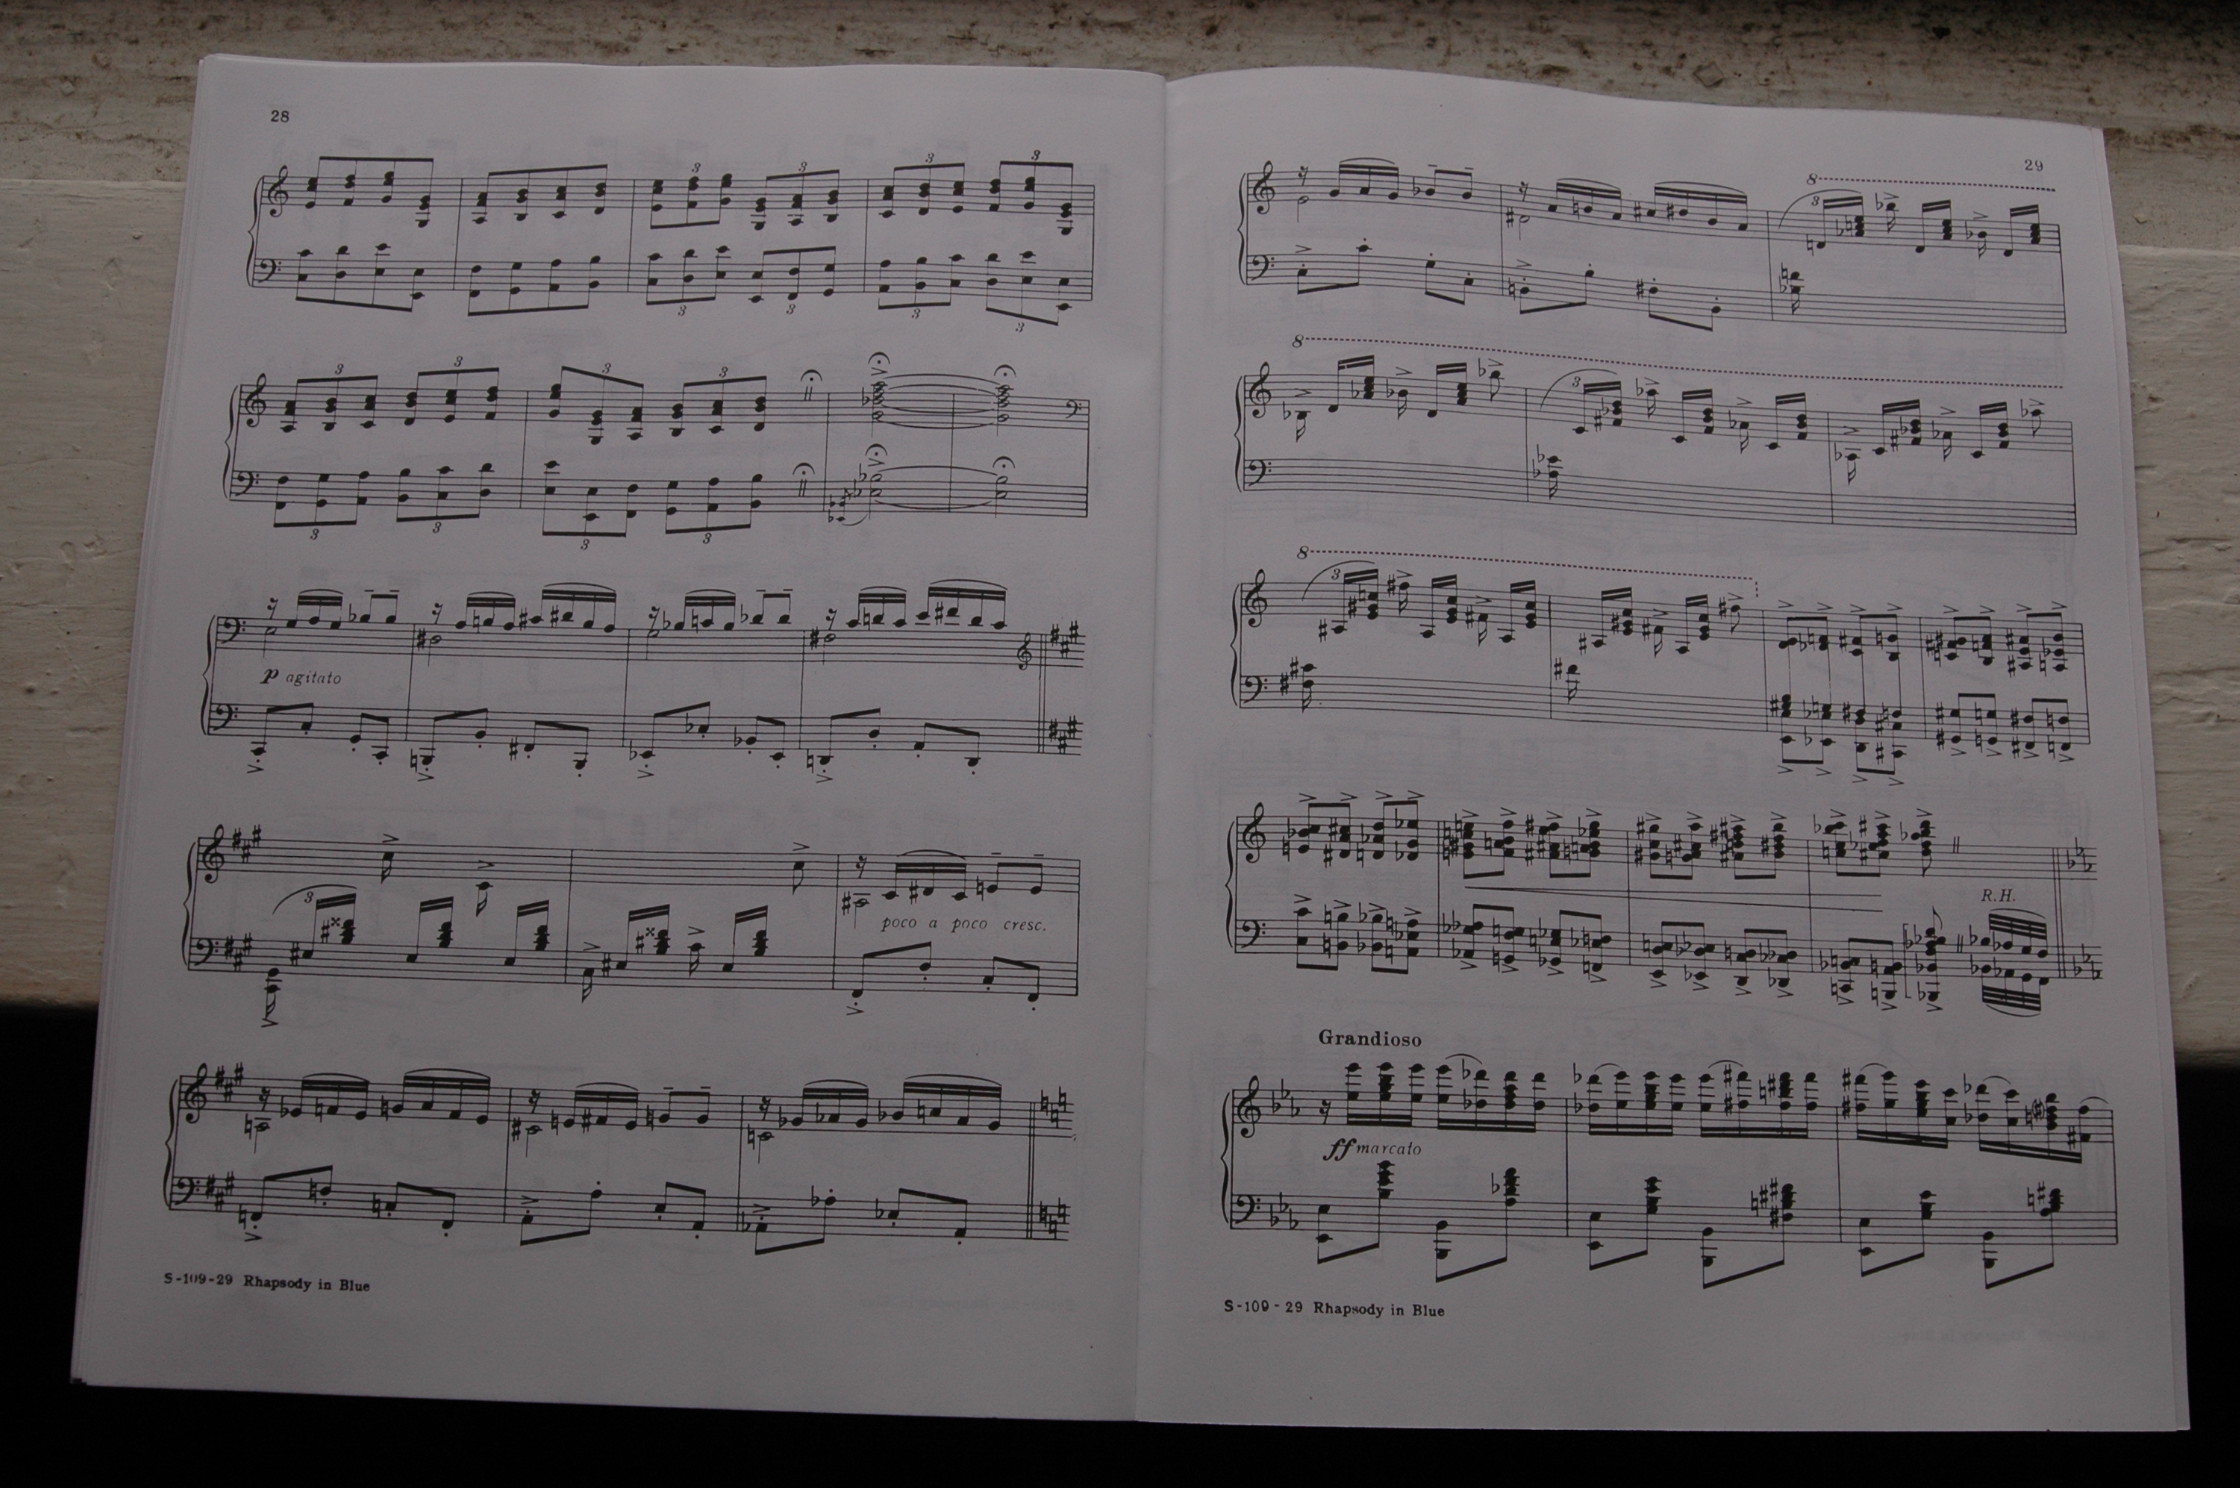 28
3 3 3 3
3 3 3 3
3 3 3 3
3 3 3 3
p agitato
3
poco a poco cresc.
S-109-29 Rhapsody in Blue
29
8
3
8
3
8
3
R.H.
Grandioso
ff marcato
S-109-29 Rhapsody in Blue